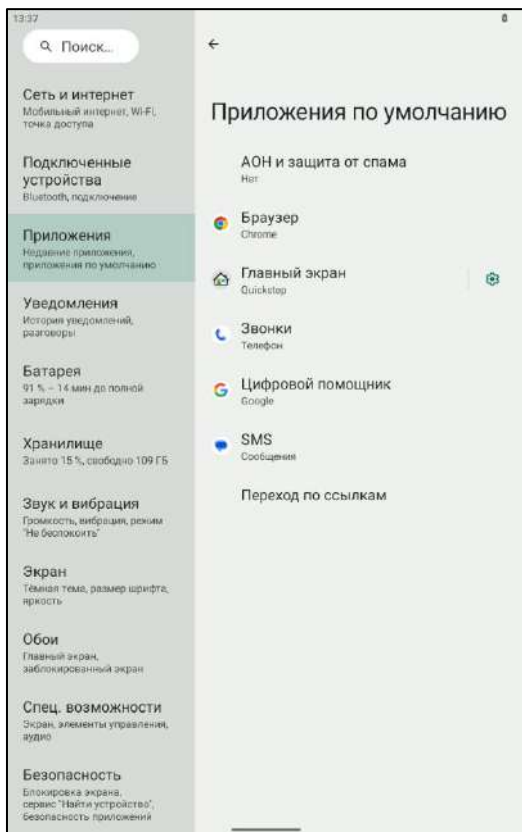 13:37
Поиск...
Сеть и интернет
Мобильный интернет, Wi-Fi,
точка доступа
Подключенные
устройства
Bluetooth, подключение
Приложения
Недавние приложения,
приложения по умолчанию
Уведомления
История уведомлений,
разговоры
Батарея
91 % – 14 мин до полной
зарядки
Хранилище
Занято 15 %, свободно 109 ГБ
Звук и вибрация
Громкость, вибрация, режим
"Не беспокоить"
Экран
Тёмная тема, размер шрифта,
яркость
Обои
Главный экран,
заблокированный экран
Спец. возможности
Экран, элементы управления,
аудио
Безопасность
Блокировка экрана,
сервис "Найти устройство",
безопасность приложений
Приложения по умолчанию
АОН и защита от спама
Нет
Браузер
Chrome
Главный экран
Quickstep
Звонки
Телефон
Цифровой помощник
Google
SMS
Сообщения
Переход по ссылкам